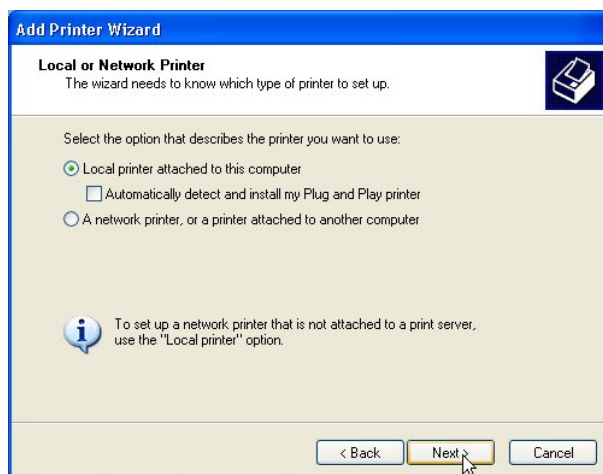 Add Printer Wizard
Local or Network Printer
The wizard needs to know which type of printer to set up.
Select the option that describes the printer you want to use:
Local printer attached to this computer
Automatically detect and install my Plug and Play printer
A network printer, or a printer attached to another computer
To set up a network printer that is not attached to a print server,
use the "Local printer" option.
< Back Next > Cancel